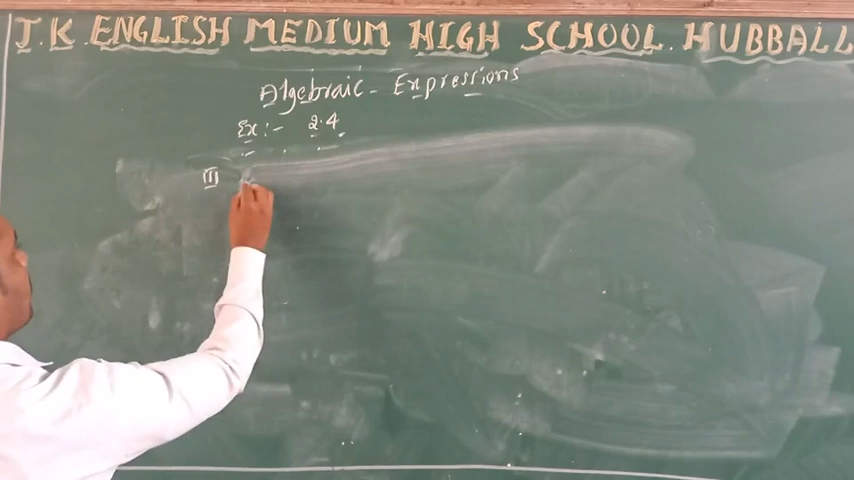 J.K ENGLISH MEDIUM HIGH SCHOOL. HUBBALL
Algebraic - Expressions
Ex :- 2.4